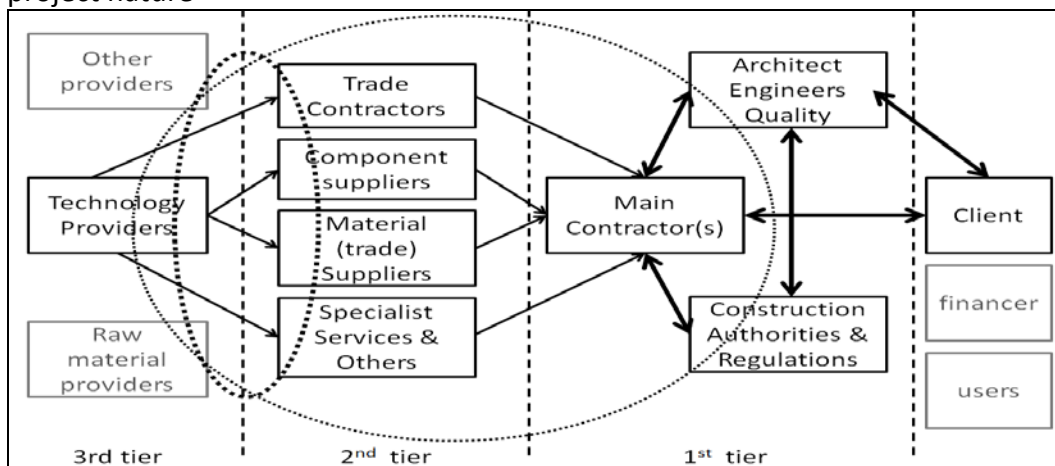 project nature
Other
providers
Technology
Providers
Raw
material
providers
Trade
Contractors
Component
suppliers
Material
(trade)
Suppliers
Specialist
Services &
Others
Main
Contractor(s)
Architect
Engineers
Quality
Construction
Authorities &
Regulations
Client
financer
users
3rd tier
2nd tier
1st tier